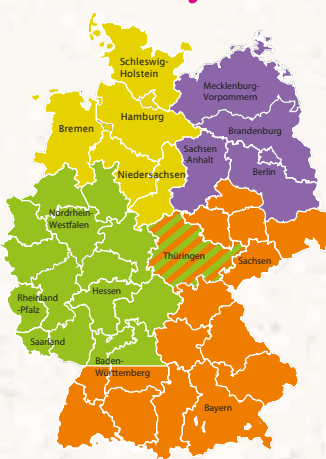 Schleswig-
Holstein
Mecklenburg-
Vorpommern
Hamburg
Bremen
Brandenburg
Sachsen
-Anhalt
Berlin
Niedersachsen
Nordrhein-
Westfalen
Thüringen
Sachsen
Hessen
Rheinland
-Pfalz
Saarland
Baden-
Württemberg
Bayern